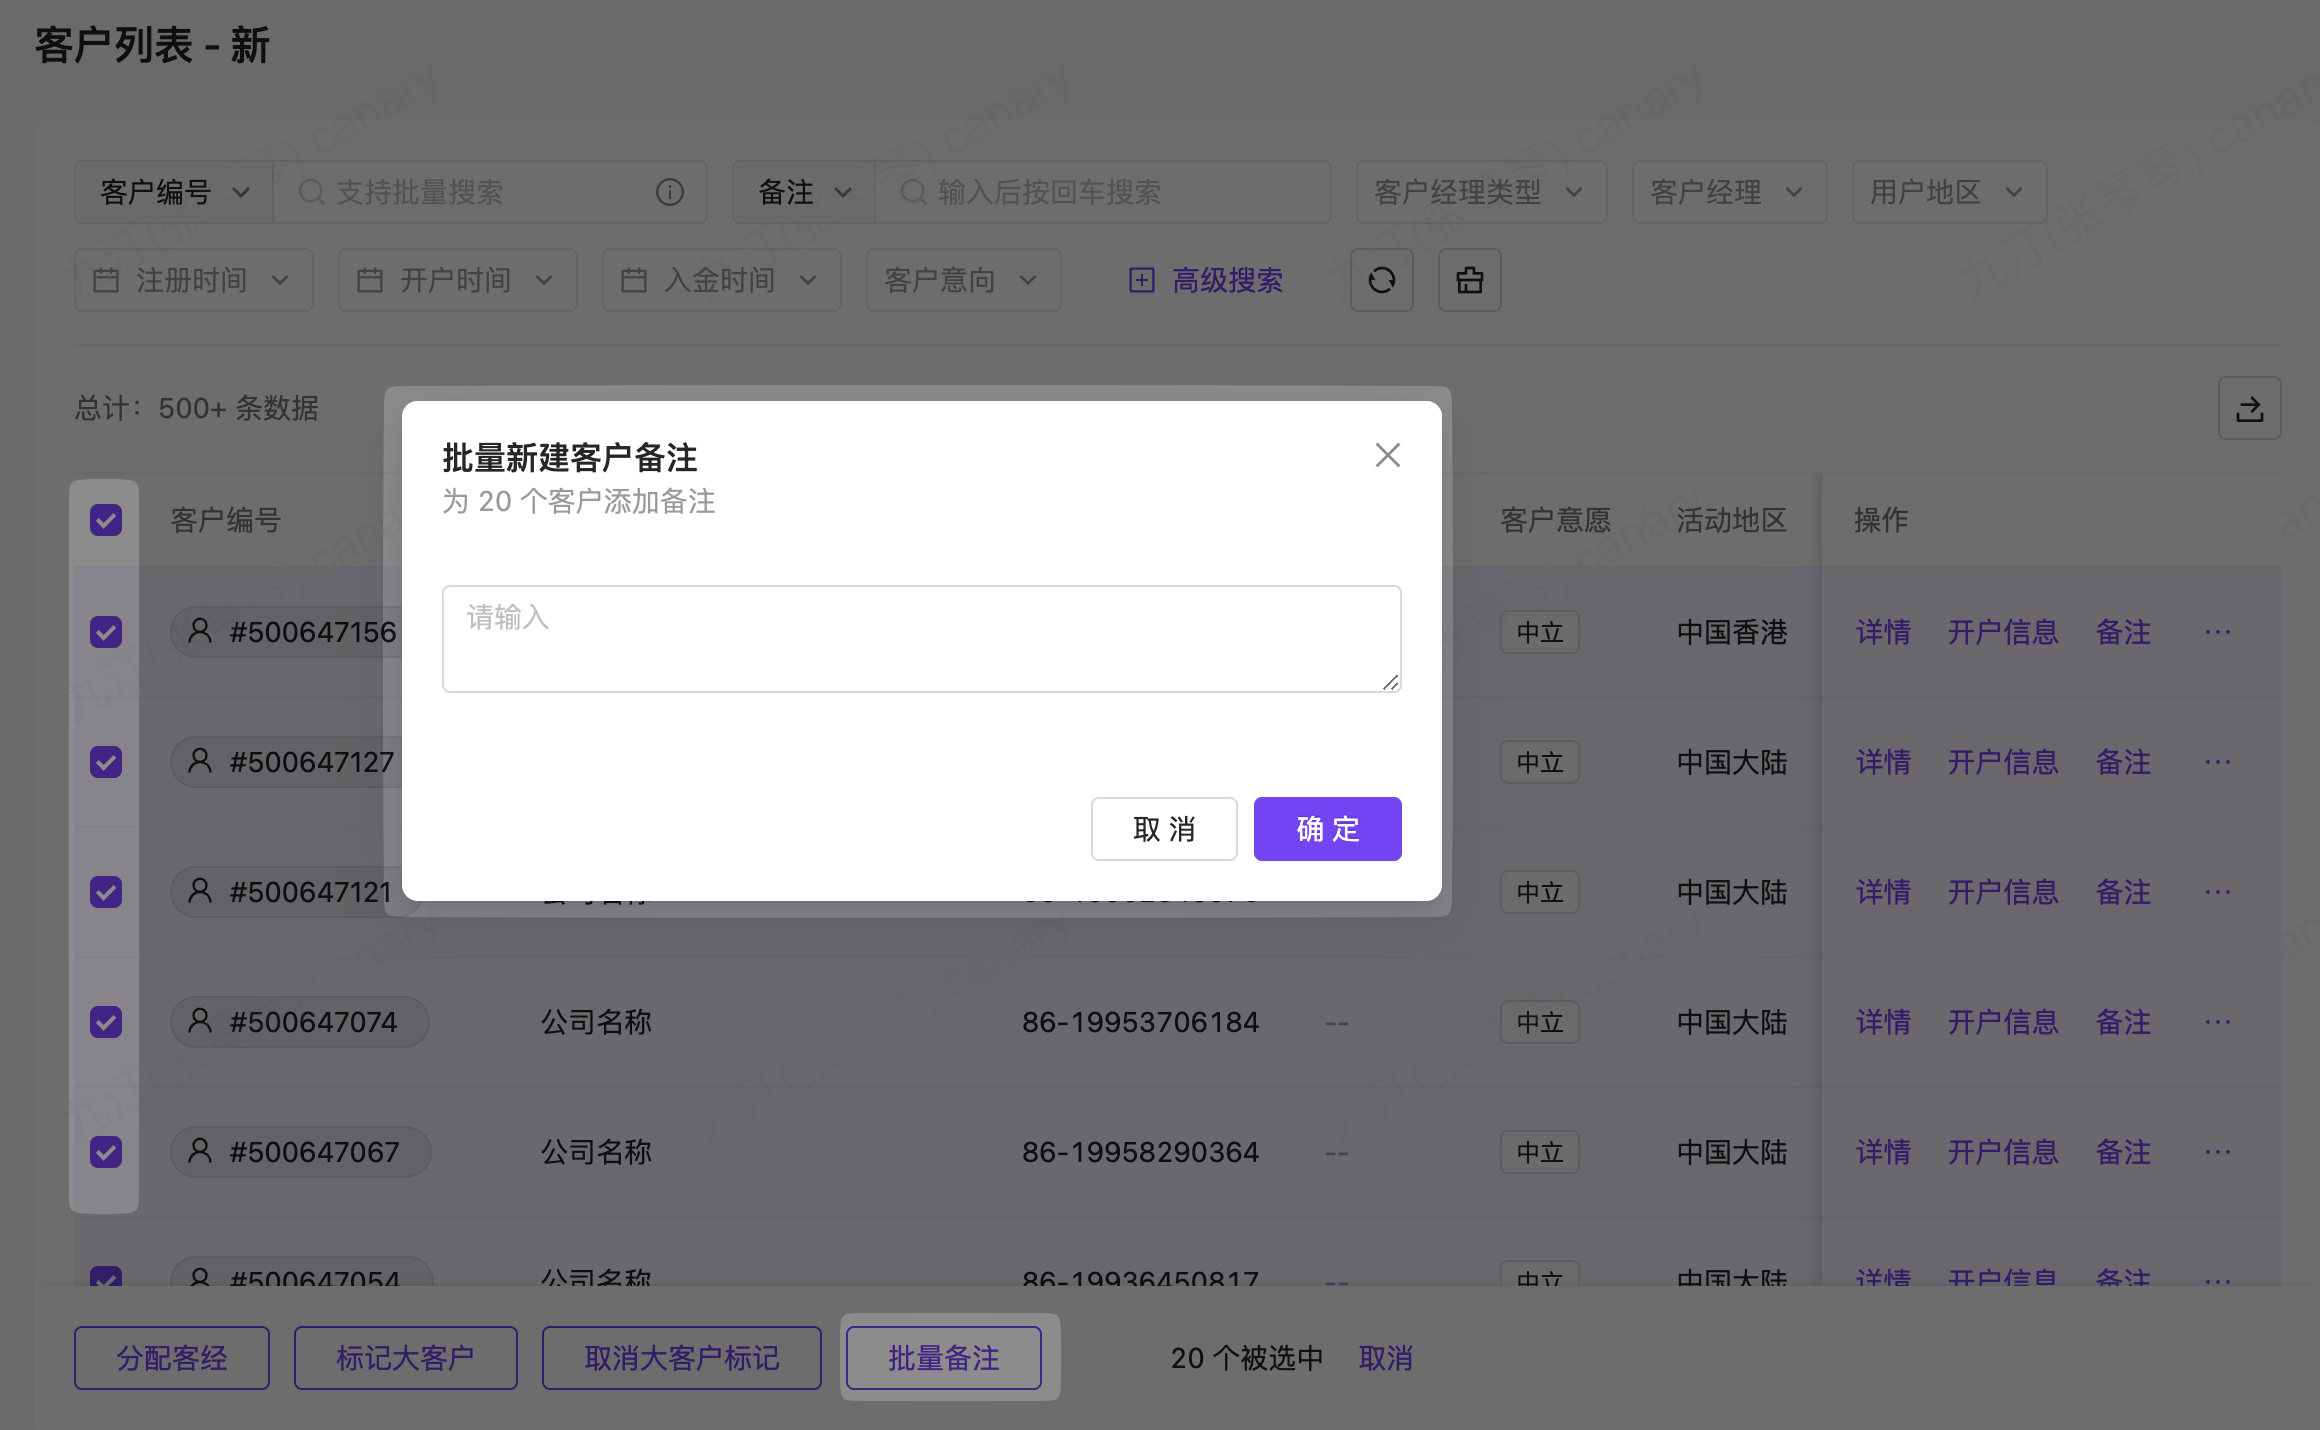 客户列表 - 新
客户编号 支持批量搜索 备注 输入后按回车搜索 客户经理类型 客户经理 用户地区
注册时间 开户时间 入金时间 客户意向 高级搜索
总计：500+ 条数据
批量新建客户备注
为 20 个客户添加备注
请输入
取 消 确 定
客户编号 客户意愿 活动地区 操作
#500647156 中立 中国香港 详情 开户信息 备注 ···
#500647127 中立 中国大陆 详情 开户信息 备注 ···
#500647121 中立 中国大陆 详情 开户信息 备注 ···
#500647074 公司名称 86-19953706184 -- 中立 中国大陆 详情 开户信息 备注 ···
#500647067 公司名称 86-19958290364 -- 中立 中国大陆 详情 开户信息 备注 ···
#500647054 公司名称 86-19936450817 -- 中立 中国大陆 详情 开户信息 备注 ···
分配客经 标记大客户 取消大客户标记 批量备注 20 个被选中 取消
九汀(张琴琴) canary